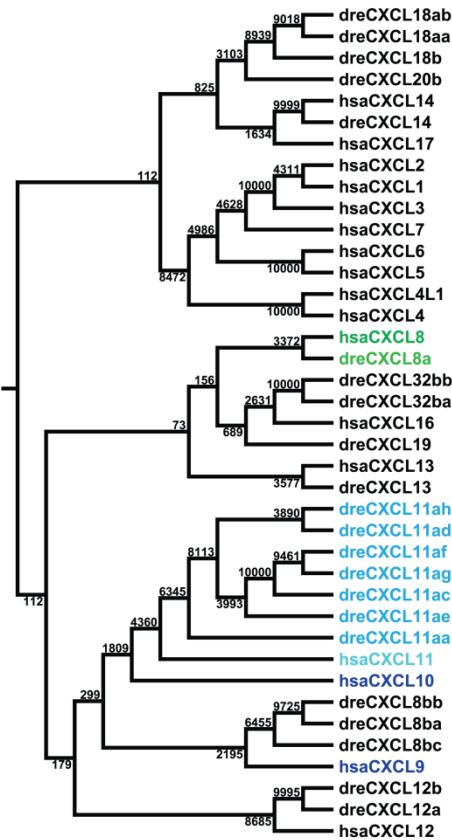 9018
dreCXCL18ab
8939
dreCXCL18aa
3103
dreCXCL18b
825
dreCXCL20b
9999
hsaCXCL14
1634
dreCXCL14
hsaCXCL17
112
4311
hsaCXCL2
10000
hsaCXCL1
4628
hsaCXCL3
4986
hsaCXCL7
8472
hsaCXCL6
10000
hsaCXCL5
hsaCXCL4L1
10000
hsaCXCL4
3372
hsaCXCL8
dreCXCL8a
156
10000
dreCXCL32bb
2631
dreCXCL32ba
689
hsaCXCL16
73
dreCXCL19
hsaCXCL13
3577
dreCXCL13
3890
dreCXCL11ah
dreCXCL11ad
8113
9461
dreCXCL11af
10000
dreCXCL11ag
6345
3993
dreCXCL11ac
112
dreCXCL11ae
4360
dreCXCL11aa
1809
hsaCXCL11
hsaCXCL10
299
9725
dreCXCL8bb
6455
dreCXCL8ba
2195
dreCXCL8bc
179
hsaCXCL9
9995
dreCXCL12b
8685
dreCXCL12a
hsaCXCL12